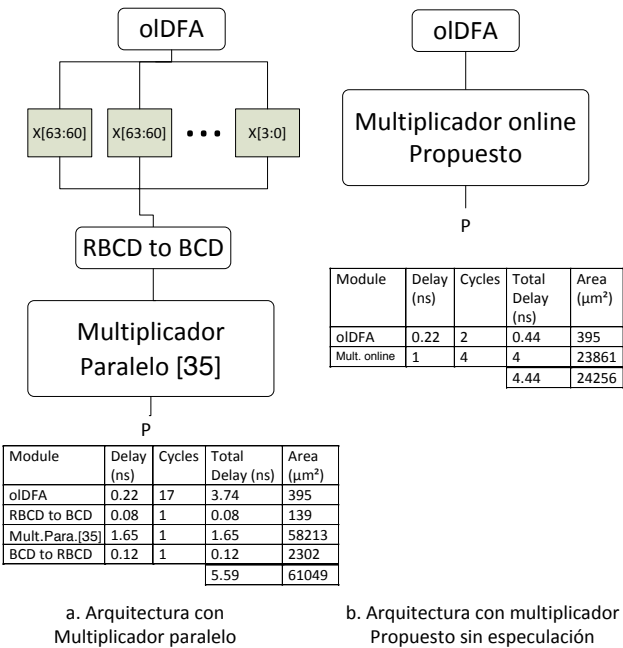 olDFA
X[63:60] X[63:60] • • • X[3:0]
RBCD to BCD
Multiplicador
Paralelo [35]
P
Module Delay (ns) Cycles Total Delay (ns) Area (µm²)
olDFA 0.22 17 3.74 395
RBCD to BCD 0.08 1 0.08 139
Mult.Para.[35] 1.65 1 1.65 58213
BCD to RBCD 0.12 1 0.12 2302
5.59 61049
a. Arquitectura con
Multiplicador paralelo
olDFA
Multiplicador online
Propuesto
P
Module Delay (ns) Cycles Total Delay (ns) Area (µm²)
olDFA 0.22 2 0.44 395
Mult. online 1 4 4 23861
4.44 24256
b. Arquitectura con multiplicador
Propuesto sin especulación